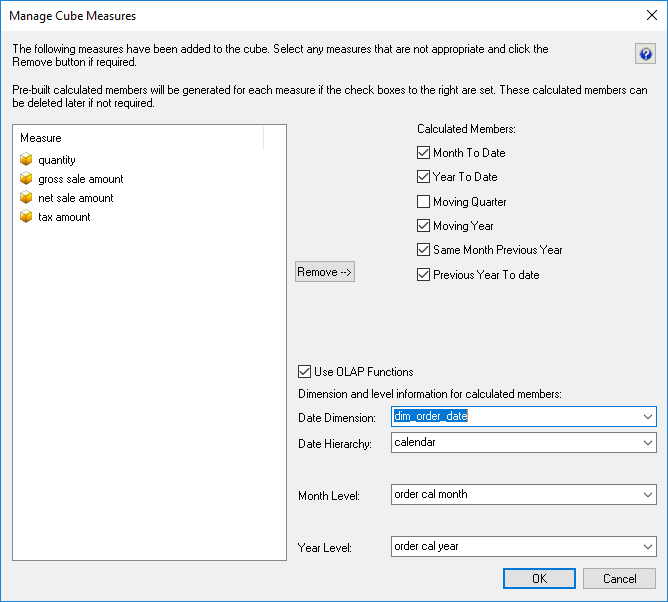 Manage Cube Measures
The following measures have been added to the cube. Select any measures that are not appropriate and click the
Remove button if required.
Pre-built calculated members will be generated for each measure if the check boxes to the right are set. These calculated members can
be deleted later if not required.
Measure
quantity
gross sale amount
net sale amount
tax amount
Calculated Members:
Month To Date
Year To Date
Moving Quarter
Moving Year
Same Month Previous Year
Previous Year To date
Remove -->
Use OLAP Functions
Dimension and level information for calculated members:
Date Dimension: dim_order_date
Date Hierarchy: calendar
Month Level: order cal month
Year Level: order cal year
OK Cancel